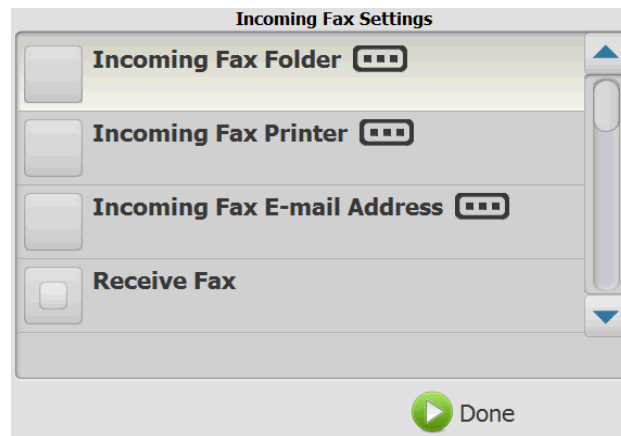 Incoming Fax Settings
Incoming Fax Folder
Incoming Fax Printer
Incoming Fax E-mail Address
Receive Fax
Done